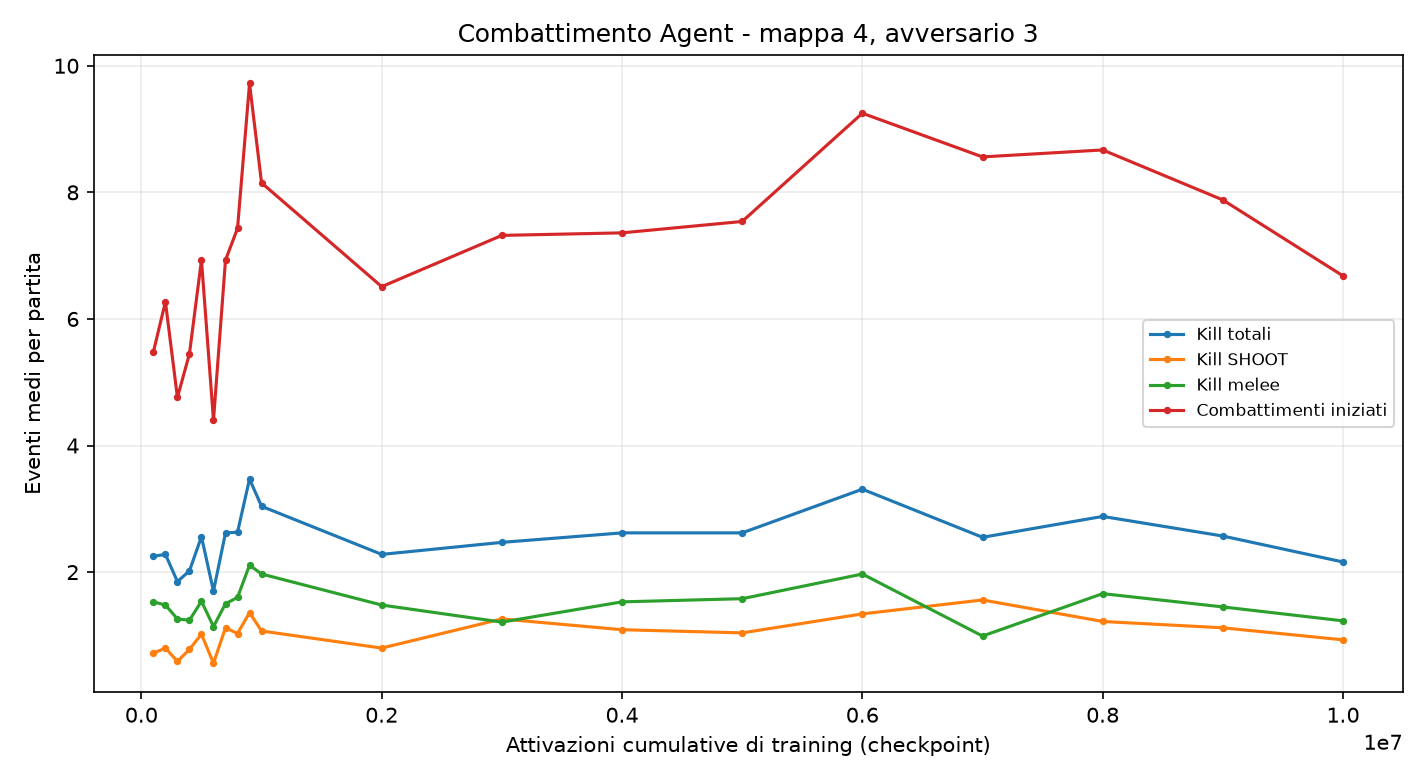 Combattimento Agent - mappa 4, avversario 3
Eventi medi per partita
10
8
6
4
2
Kill totali
Kill SHOOT
Kill melee
Combattimenti iniziati
0.0 0.2 0.4 0.6 0.8 1.0
1e7
Attivazioni cumulative di training (checkpoint)